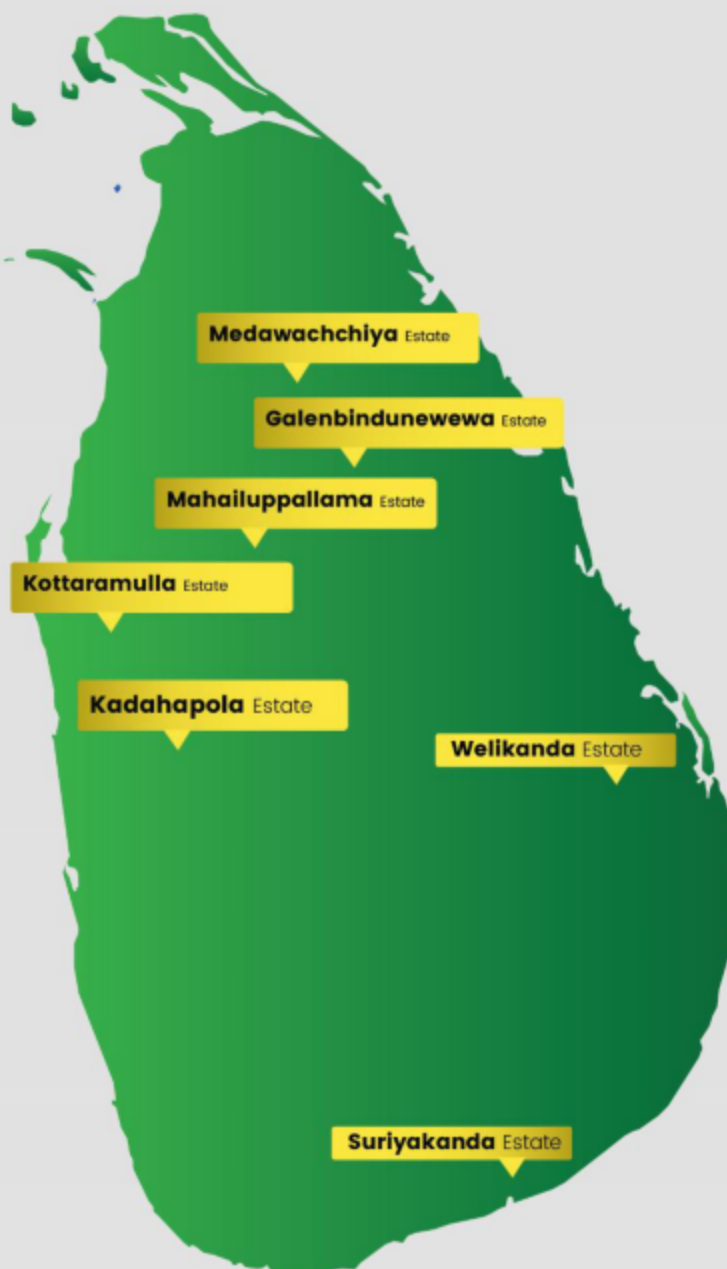 Medawachchiya Estate
Galenbindunewewa Estate
Mahailuppallama Estate
Kottaramulla Estate
Kadahapola Estate
Welikanda Estate
Suriyakanda Estate